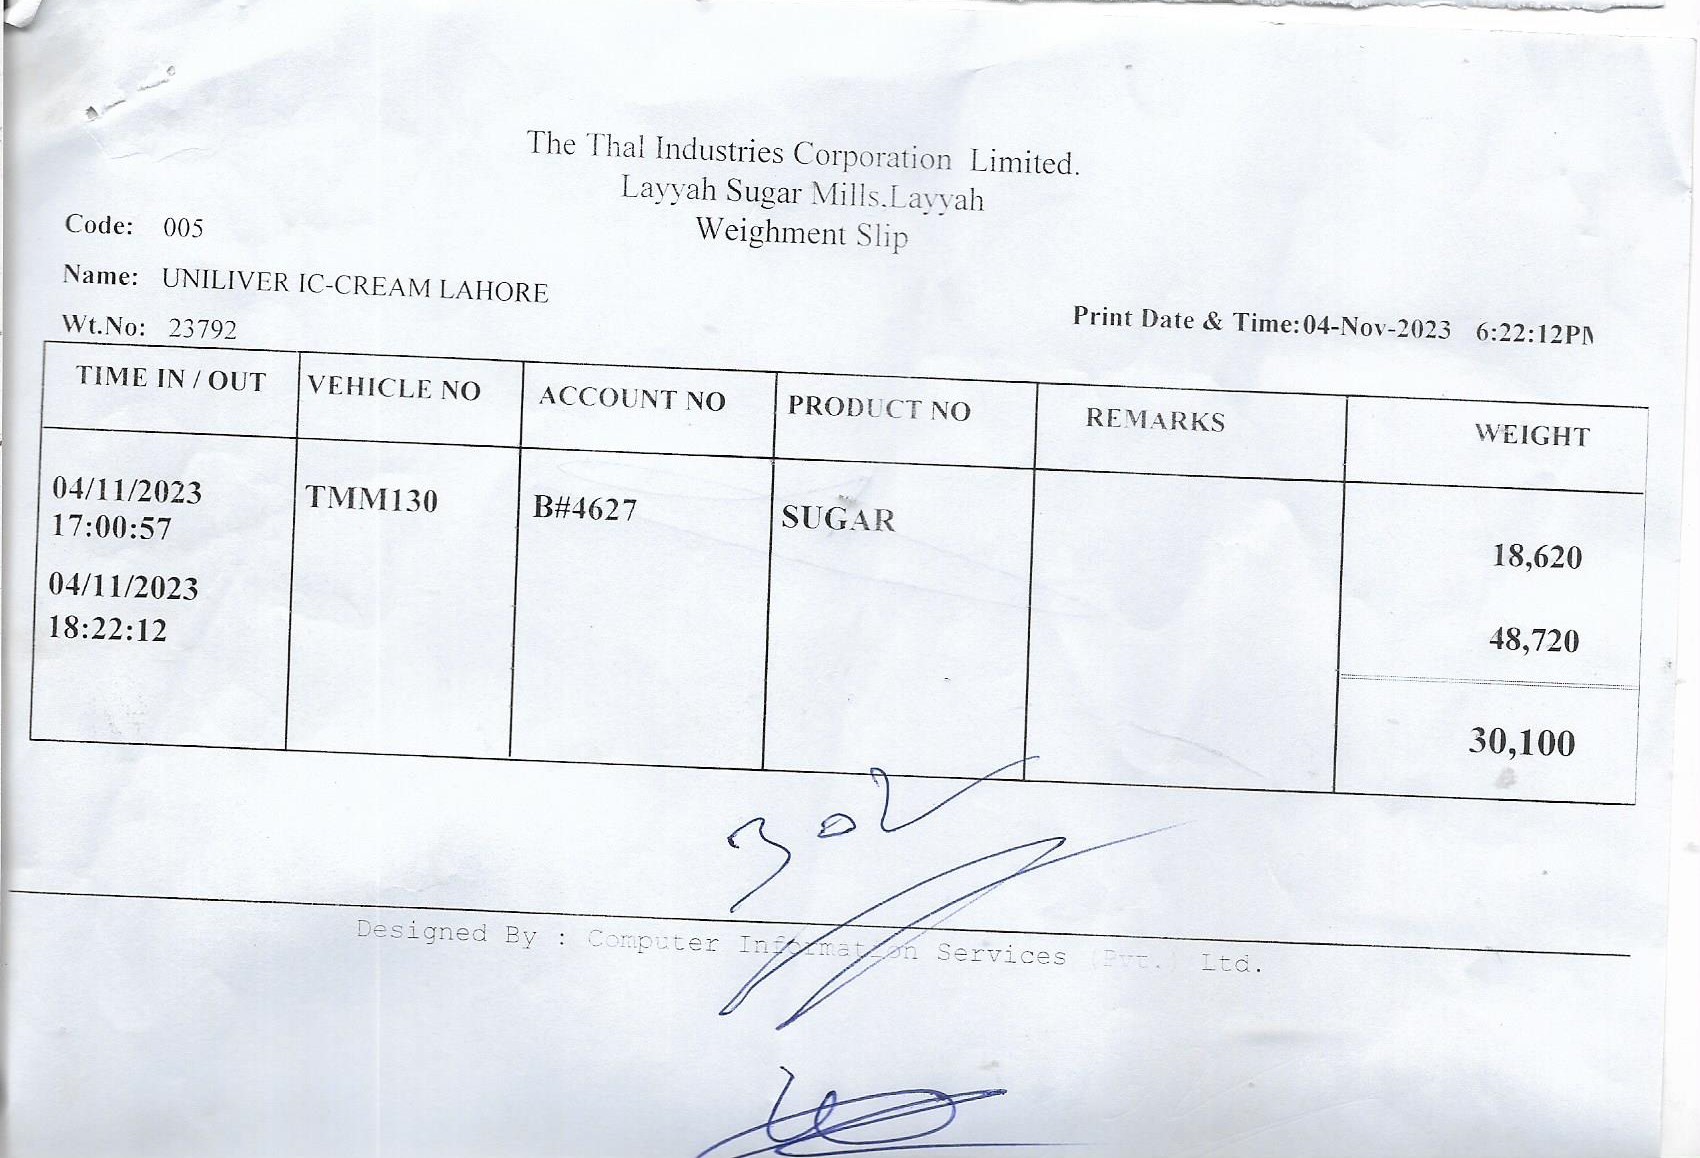 The Thal Industries Corporation Limited.
Layyah Sugar Mills,Layyah
Weighment Slip
Code: 005
Name: UNILIVER IC-CREAM LAHORE
Wt.No: 23792
Print Date & Time:04-Nov-2023 6:22:12PM
TIME IN / OUT VEHICLE NO ACCOUNT NO PRODUCT NO REMARKS WEIGHT
04/11/2023 TMM130 B#4627 SUGAR
17:00:57 18,620
04/11/2023
18:22:12 48,720
30,100
Designed By : Computer Information Services (Pvt.) Ltd.